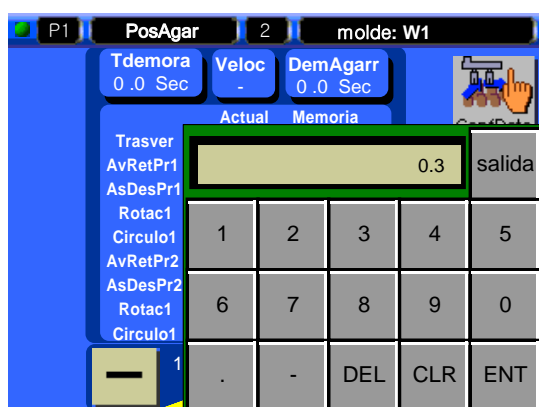 P1 PosAgar 2 molde: W1
Tdemora Veloc DemAgarr
0 .0 Sec - 0 .0 Sec
Actual Memoria
Trasver
AvRetPr1
AsDesPr1
Rotac1
Circulo1
AvRetPr2
AsDesPr2
Rotac1
Circulo1
1
0.3 salida
1 2 3 4 5
6 7 8 9 0
. - DEL CLR ENT